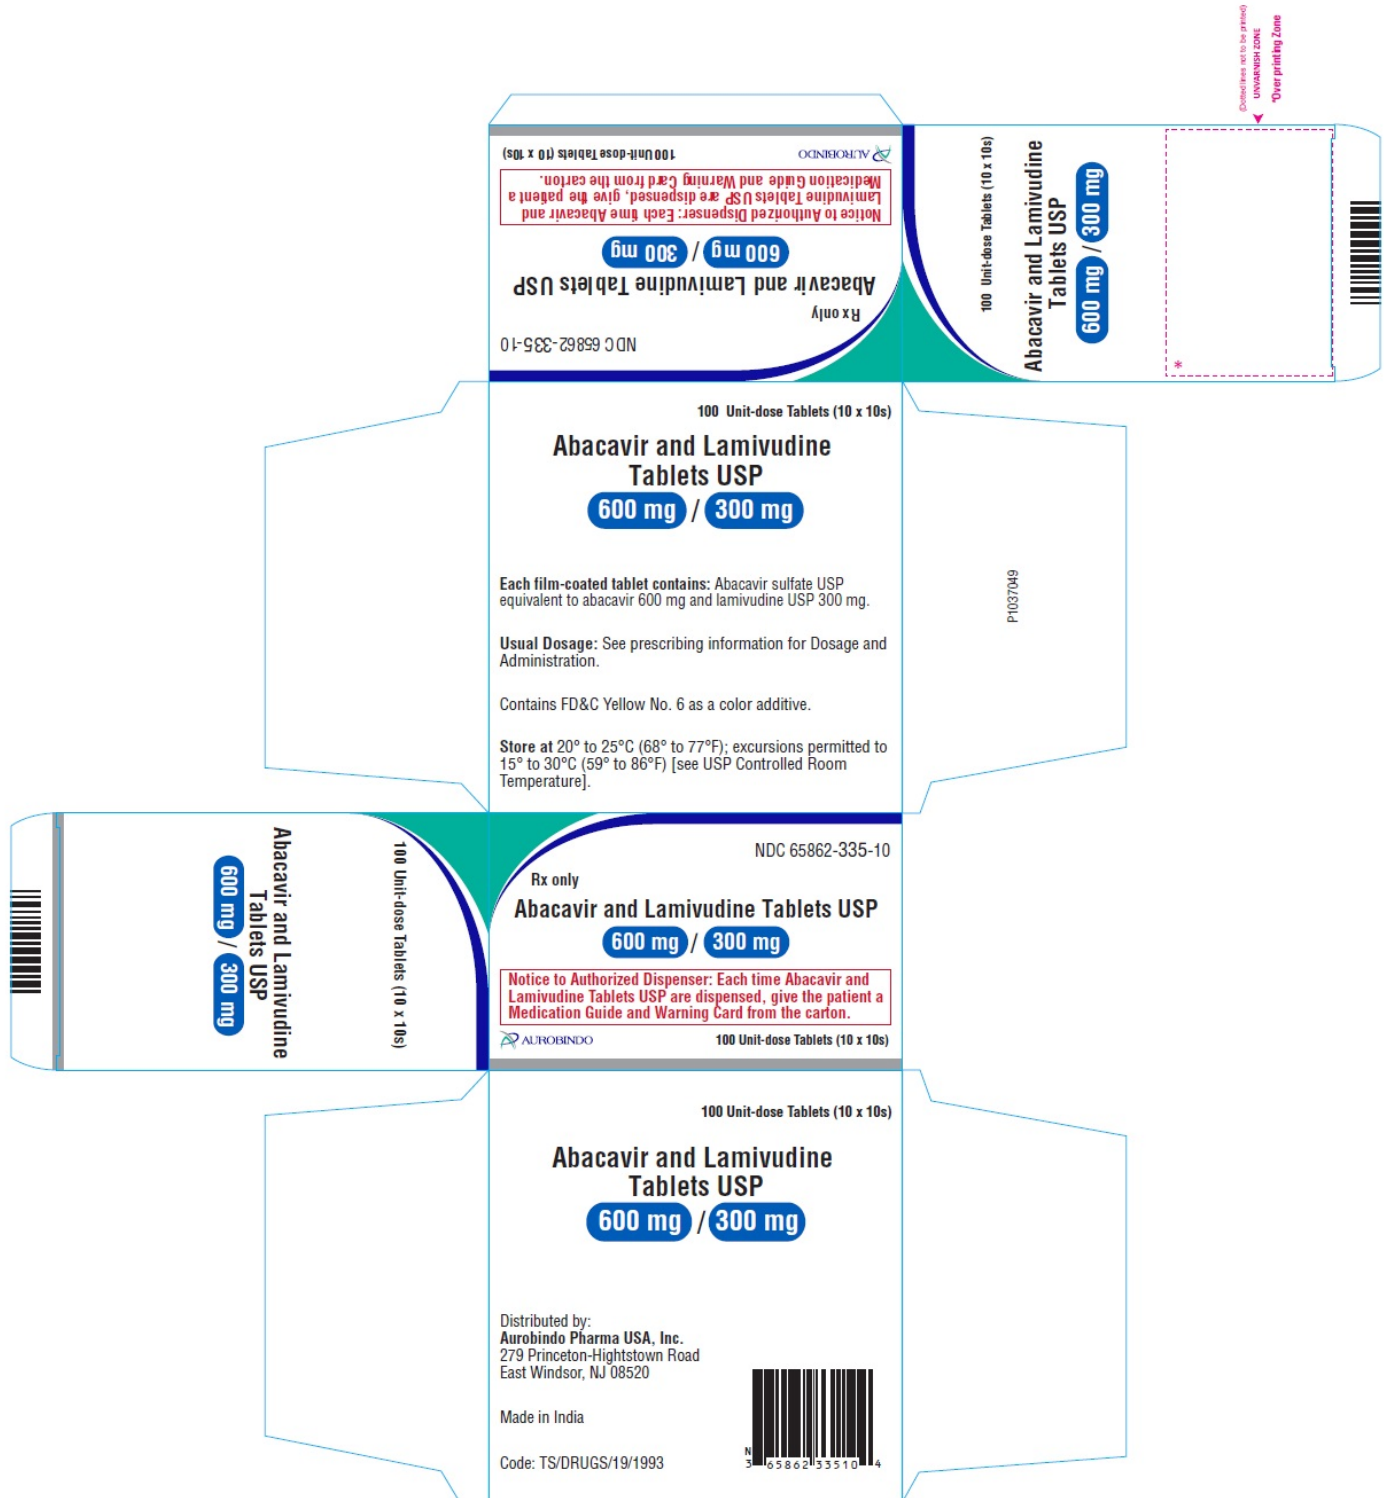 (Dotted lines not to be printed)
UNVARNISH ZONE
*Over printing Zone
NDC 65862-335-10
Rx only
Abacavir and Lamivudine Tablets USP
600 mg / 300 mg
Notice to Authorized Dispenser: Each time Abacavir and
Lamivudine Tablets USP are dispensed, give the patient a
Medication Guide and Warning Card from the carton.
AUROBINDO
100 Unit-dose Tablets (10 x 10s)
100 Unit-dose Tablets (10 x 10s)
Abacavir and Lamivudine
Tablets USP
600 mg / 300 mg
*
100 Unit-dose Tablets (10 x 10s)
Abacavir and Lamivudine
Tablets USP
600 mg / 300 mg
Each film-coated tablet contains: Abacavir sulfate USP
equivalent to abacavir 600 mg and lamivudine USP 300 mg.
Usual Dosage: See prescribing information for Dosage and
Administration.
Contains FD&C Yellow No. 6 as a color additive.
Store at 20° to 25°C (68° to 77°F); excursions permitted to
15° to 30°C (59° to 86°F) [see USP Controlled Room
Temperature].
P1037049
100 Unit-dose Tablets (10 x 10s)
Abacavir and Lamivudine
Tablets USP
600 mg / 300 mg
NDC 65862-335-10
Rx only
Abacavir and Lamivudine Tablets USP
600 mg / 300 mg
Notice to Authorized Dispenser: Each time Abacavir and
Lamivudine Tablets USP are dispensed, give the patient a
Medication Guide and Warning Card from the carton.
AUROBINDO
100 Unit-dose Tablets (10 x 10s)
100 Unit-dose Tablets (10 x 10s)
Abacavir and Lamivudine
Tablets USP
600 mg / 300 mg
Distributed by:
Aurobindo Pharma USA, Inc.
279 Princeton-Hightstown Road
East Windsor, NJ 08520
Made in India
Code: TS/DRUGS/19/1993
N
3 65862 33510 4